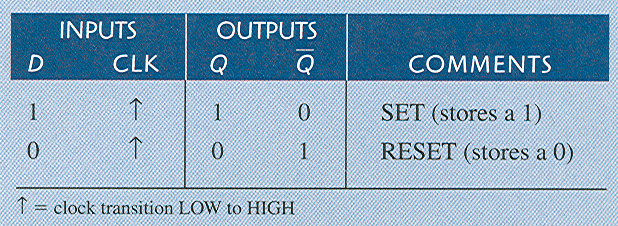 INPUTS OUTPUTS
D CLK Q Q̅ COMMENTS
1 ↑ 1 0 SET (stores a 1)
0 ↑ 0 1 RESET (stores a 0)
↑ = clock transition LOW to HIGH